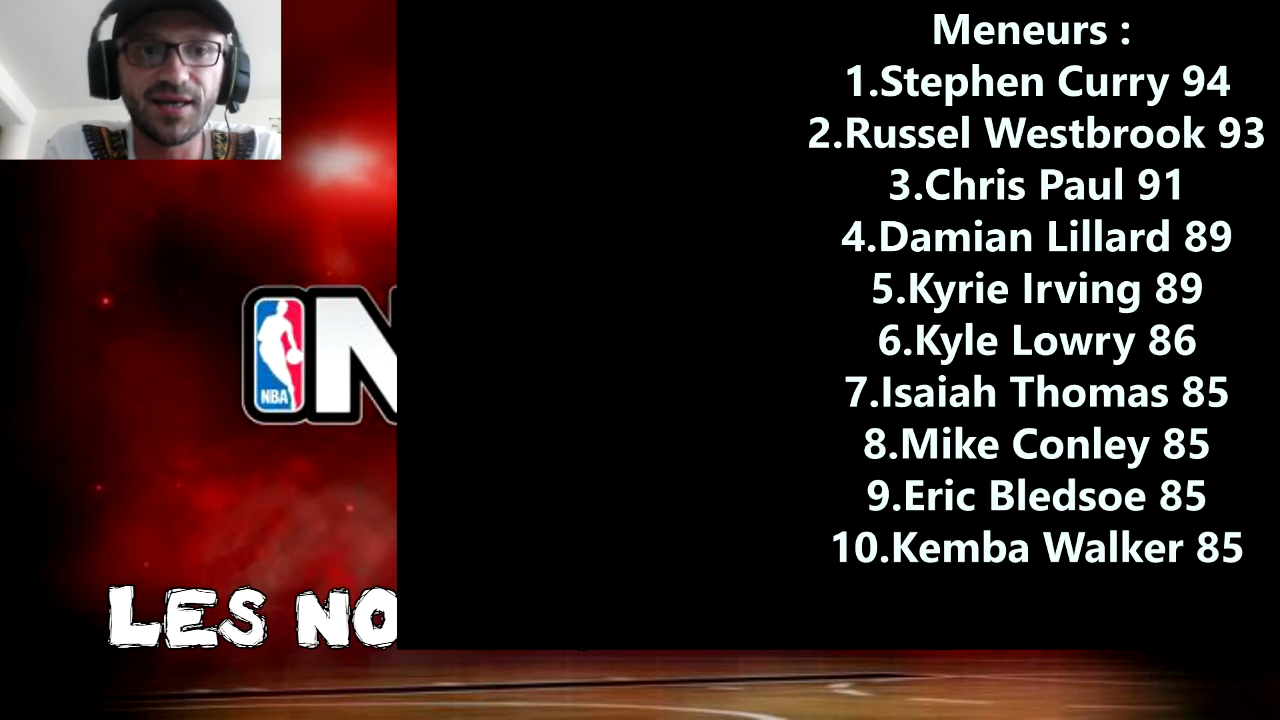 Meneurs :
1.Stephen Curry 94
2.Russel Westbrook 93
3.Chris Paul 91
4.Damian Lillard 89
5.Kyrie Irving 89
6.Kyle Lowry 86
7.Isaiah Thomas 85
8.Mike Conley 85
9.Eric Bledsoe 85
10.Kemba Walker 85
N
NBA
LES NO